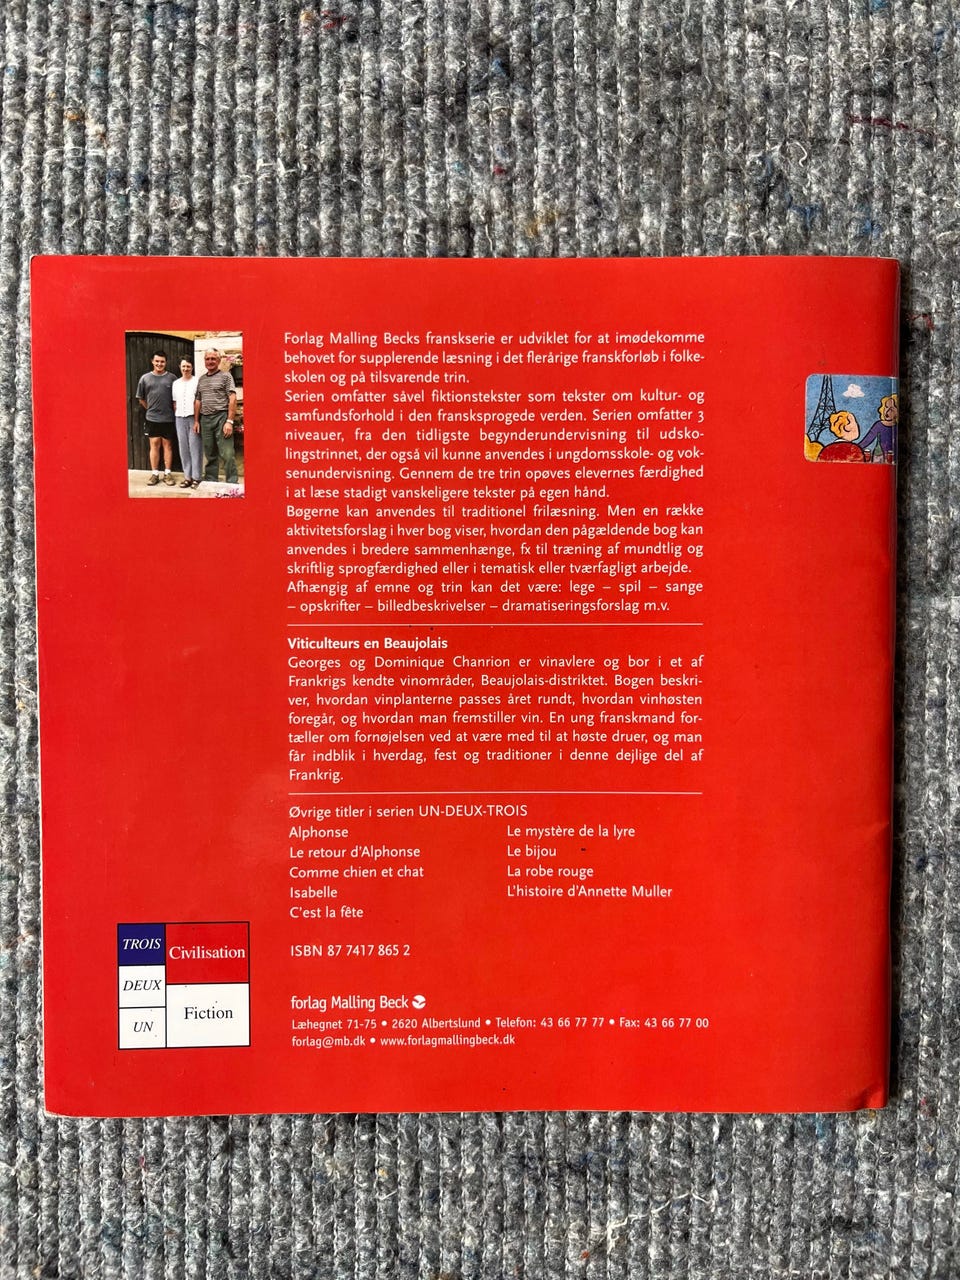 Forlag Malling Becks franskserie er udviklet for at imødekomme
behovet for supplerende læsning i det flerårige franskforløb i folke-
skolen og på tilsvarende trin.
Serien omfatter såvel fiktionstekster som tekster om kultur- og
samfundsforhold i den fransksprogede verden. Serien omfatter 3
niveauer, fra den tidligste begynderundervisning til udsko-
lingstrinnet, der også vil kunne anvendes i ungdomsskole- og vok-
senundervisning. Gennem de tre trin opøves elevernes færdighed
i at læse stadigt vanskeligere tekster på egen hånd.
Bøgerne kan anvendes til traditionel frilæsning. Men en række
aktivitetsforslag i hver bog viser, hvordan den pågældende bog kan
anvendes i bredere sammenhænge, fx til træning af mundtlig og
skriftlig sprogfærdighed eller i tematisk eller tværfagligt arbejde.
Afhængig af emne og trin kan det være: lege – spil – sange
– opskrifter – billedbeskrivelser – dramatiseringsforslag m.v.
Viticulteurs en Beaujolais
Georges og Dominique Chanrion er vinavlere og bor i et af
Frankrigs kendte vinområder, Beaujolais-distriktet. Bogen beskri-
ver, hvordan vinplanterne passes året rundt, hvordan vinhøsten
foregår, og hvordan man fremstiller vin. En ung franskmand for-
tæller om fornøjelsen ved at være med til at høste druer, og man
får indblik i hverdag, fest og traditioner i denne dejlige del af
Frankrig.
Øvrige titler i serien UN-DEUX-TROIS
Alphonse
Le retour d'Alphonse
Comme chien et chat
Isabelle
C'est la fête
Le mystère de la lyre
Le bijou
La robe rouge
L'histoire d'Annette Muller
ISBN 87 7417 865 2
TROIS
DEUX
UN
Civilisation
Fiction
forlag Malling Beck
Læhegnet 71-75 • 2620 Albertslund • Telefon: 43 66 77 77 • Fax: 43 66 77 00
forlag@mb.dk • www.forlagmallingbeck.dk